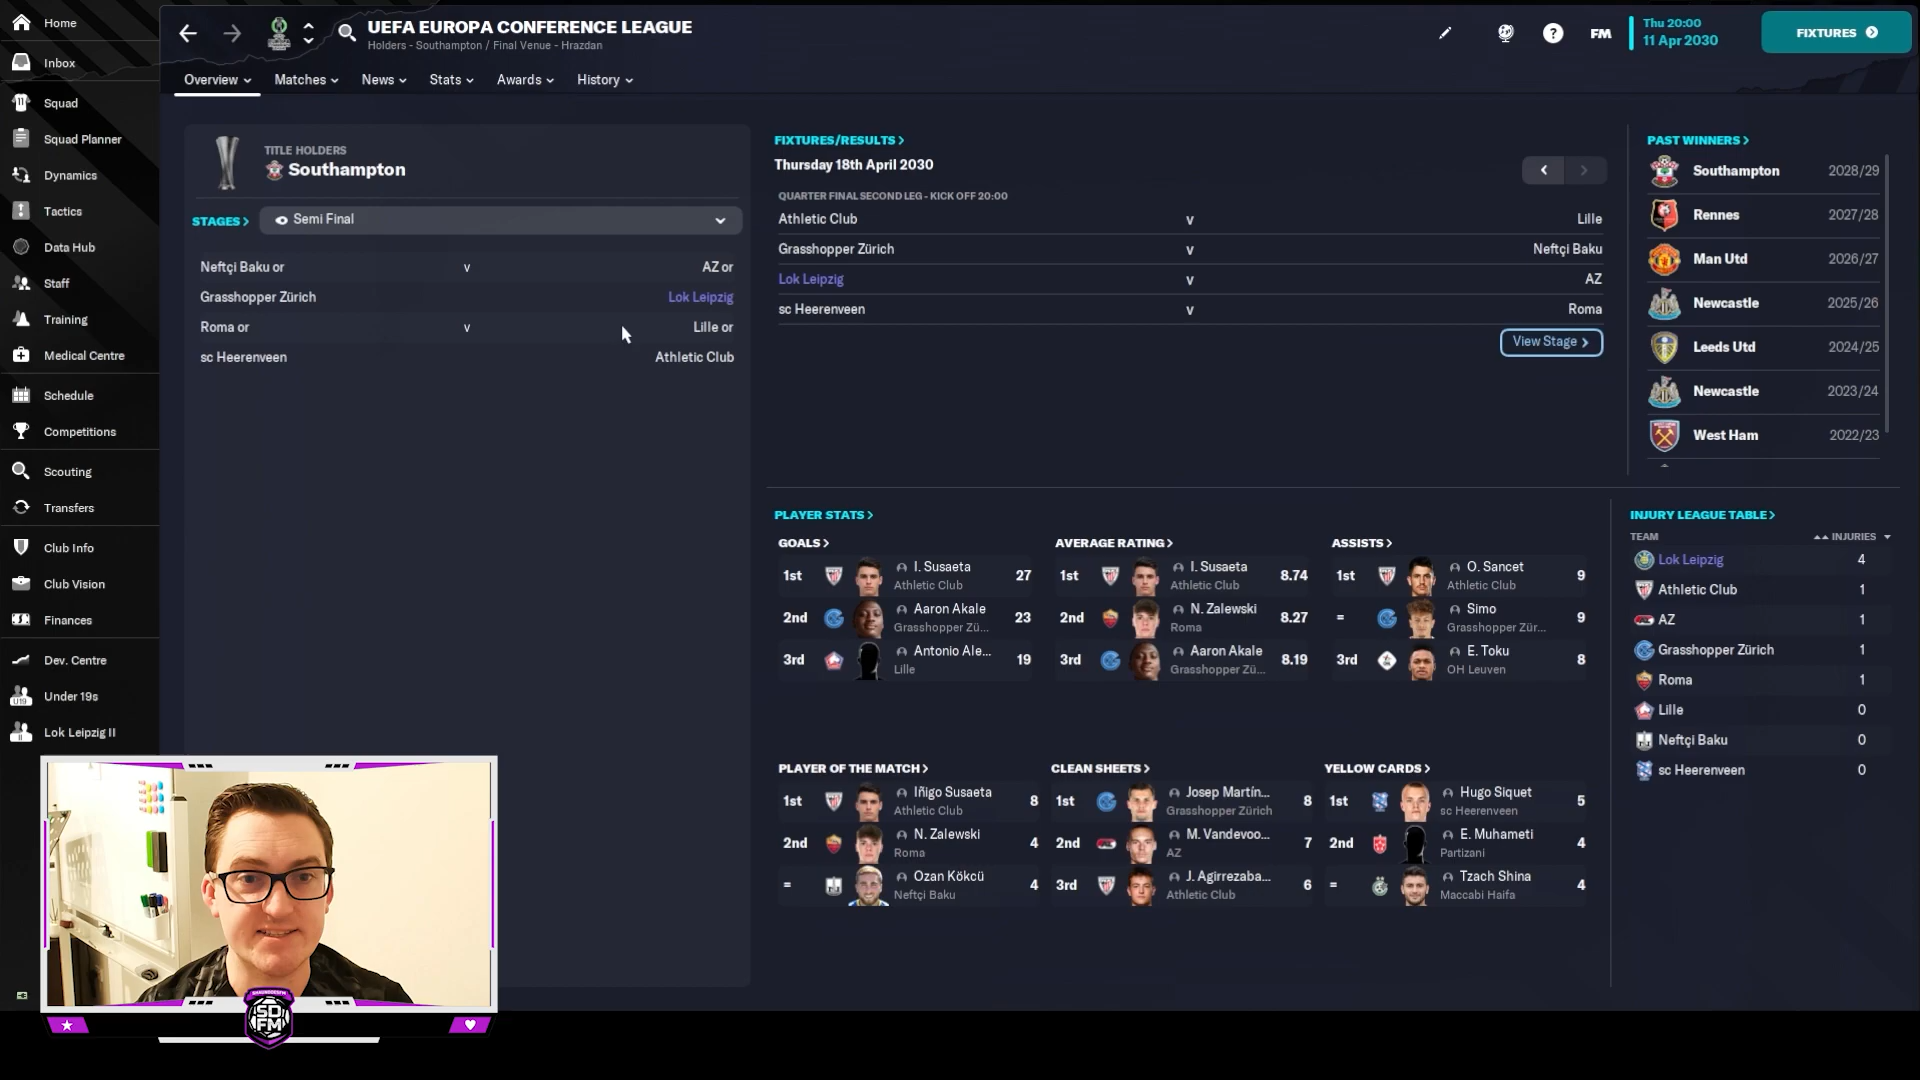 Home
Inbox
Squad
Squad Planner
Dynamics
Tactics
Data Hub
Staff
Training
Medical Centre
Schedule
Competitions
Scouting
Transfers
Club Info
Club Vision
Finances
Dev. Centre
Under 19s
Lok Leipzig II
UEFA EUROPA CONFERENCE LEAGUE
Holders - Southampton / Final Venue - Hrazdan
FM
Thu 20:00
11 Apr 2030
FIXTURES
Overview
Matches
News
Stats
Awards
History
TITLE HOLDERS
Southampton
STAGES
Semi Final
Neftçi Baku or v AZ or
Grasshopper Zürich Lok Leipzig
Roma or v Lille or
sc Heerenveen Athletic Club
FIXTURES/RESULTS
Thursday 18th April 2030
QUARTER FINAL SECOND LEG - KICK OFF 20:00
Athletic Club v Lille
Grasshopper Zürich v Neftçi Baku
Lok Leipzig v AZ
sc Heerenveen v Roma
View Stage
PAST WINNERS
Southampton 2028/29
Rennes 2027/28
Man Utd 2026/27
Newcastle 2025/26
Leeds Utd 2024/25
Newcastle 2023/24
West Ham 2022/23
PLAYER STATS
GOALS
1st I. Susaeta 27
Athletic Club
2nd Aaron Akale 23
Grasshopper Zü...
3rd Antonio Ale... 19
Lille
AVERAGE RATING
1st I. Susaeta 8.74
Athletic Club
2nd N. Zalewski 8.27
Roma
3rd Aaron Akale 8.19
Grasshopper Zü...
ASSISTS
1st O. Sancet 9
Athletic Club
= Simo 9
Grasshopper Zür...
3rd E. Toku 8
OH Leuven
PLAYER OF THE MATCH
1st Iñigo Susaeta 8
Athletic Club
2nd N. Zalewski 4
Roma
= Ozan Kökcü 4
Neftçi Baku
CLEAN SHEETS
1st Josep Martín... 8
Grasshopper Zürich
2nd M. Vandevoo... 7
AZ
3rd J. Agirrezaba... 6
Athletic Club
YELLOW CARDS
1st Hugo Siquet 5
sc Heerenveen
2nd E. Muhameti 4
Partizani
= Tzach Shina 4
Maccabi Haifa
INJURY LEAGUE TABLE
TEAM INJURIES
Lok Leipzig 4
Athletic Club 1
AZ 1
Grasshopper Zürich 1
Roma 1
Lille 0
Neftçi Baku 0
sc Heerenveen 0
SD
FM